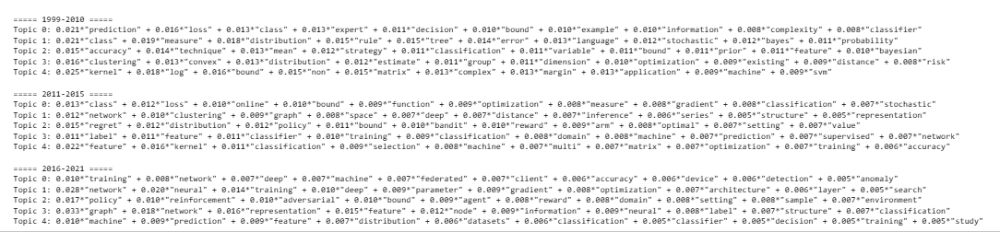 ===== 1999-2010 =====
Topic 0: 0.021*"prediction" + 0.016*"loss" + 0.013*"class" + 0.013*"expert" + 0.011*"decision" + 0.010*"bound" + 0.010*"example" + 0.010*"information" + 0.008*"complexity" + 0.008*"classifier"
Topic 1: 0.021*"class" + 0.019*"measure" + 0.018*"distribution" + 0.015*"rule" + 0.015*"tree" + 0.014*"error" + 0.013*"language" + 0.012*"stochastic" + 0.012*"bayes" + 0.011*"probability"
Topic 2: 0.015*"accuracy" + 0.014*"technique" + 0.013*"mean" + 0.012*"strategy" + 0.011*"classification" + 0.011*"variable" + 0.011*"bound" + 0.011*"prior" + 0.011*"feature" + 0.010*"bayesian"
Topic 3: 0.016*"clustering" + 0.013*"convex" + 0.013*"distribution" + 0.012*"estimate" + 0.011*"group" + 0.011*"dimension" + 0.010*"optimization" + 0.009*"existing" + 0.009*"distance" + 0.008*"risk"
Topic 4: 0.025*"kernel" + 0.018*"log" + 0.016*"bound" + 0.015*"non" + 0.015*"matrix" + 0.013*"complex" + 0.013*"margin" + 0.013*"application" + 0.009*"machine" + 0.009*"svm"
===== 2011-2015 =====
Topic 0: 0.013*"class" + 0.012*"loss" + 0.010*"online" + 0.010*"bound" + 0.009*"function" + 0.009*"optimization" + 0.008*"measure" + 0.008*"gradient" + 0.008*"classification" + 0.007*"stochastic"
Topic 1: 0.012*"network" + 0.010*"clustering" + 0.009*"graph" + 0.008*"space" + 0.007*"deep" + 0.007*"distance" + 0.007*"inference" + 0.006*"series" + 0.005*"structure" + 0.005*"representation"
Topic 2: 0.015*"regret" + 0.012*"distribution" + 0.012*"policy" + 0.011*"bound" + 0.010*"bandit" + 0.010*"reward" + 0.009*"arm" + 0.008*"optimal" + 0.007*"setting" + 0.007*"value"
Topic 3: 0.011*"label" + 0.011*"feature" + 0.011*"classifier" + 0.010*"training" + 0.009*"classification" + 0.008*"domain" + 0.008*"machine" + 0.007*"prediction" + 0.007*"supervised" + 0.007*"network"
Topic 4: 0.022*"feature" + 0.016*"kernel" + 0.011*"classification" + 0.009*"selection" + 0.008*"machine" + 0.007*"multi" + 0.007*"matrix" + 0.007*"optimization" + 0.007*"training" + 0.006*"accuracy"
===== 2016-2021 =====
Topic 0: 0.010*"training" + 0.008*"network" + 0.007*"deep" + 0.007*"machine" + 0.007*"federated" + 0.007*"client" + 0.006*"accuracy" + 0.006*"device" + 0.006*"detection" + 0.005*"anomaly"
Topic 1: 0.028*"network" + 0.020*"neural" + 0.014*"training" + 0.010*"deep" + 0.009*"parameter" + 0.009*"gradient" + 0.008*"optimization" + 0.007*"architecture" + 0.006*"layer" + 0.005*"search"
Topic 2: 0.017*"policy" + 0.010*"reinforcement" + 0.010*"adversarial" + 0.010*"bound" + 0.009*"agent" + 0.008*"reward" + 0.008*"domain" + 0.008*"setting" + 0.008*"sample" + 0.007*"environment"
Topic 3: 0.033*"graph" + 0.018*"network" + 0.016*"representation" + 0.015*"feature" + 0.012*"node" + 0.009*"information" + 0.009*"neural" + 0.008*"label" + 0.007*"structure" + 0.007*"classification"
Topic 4: 0.010*"machine" + 0.009*"prediction" + 0.009*"feature" + 0.007*"distribution" + 0.006*"datasets" + 0.006*"classification" + 0.005*"classifier" + 0.005*"decision" + 0.005*"training" + 0.005*"study"